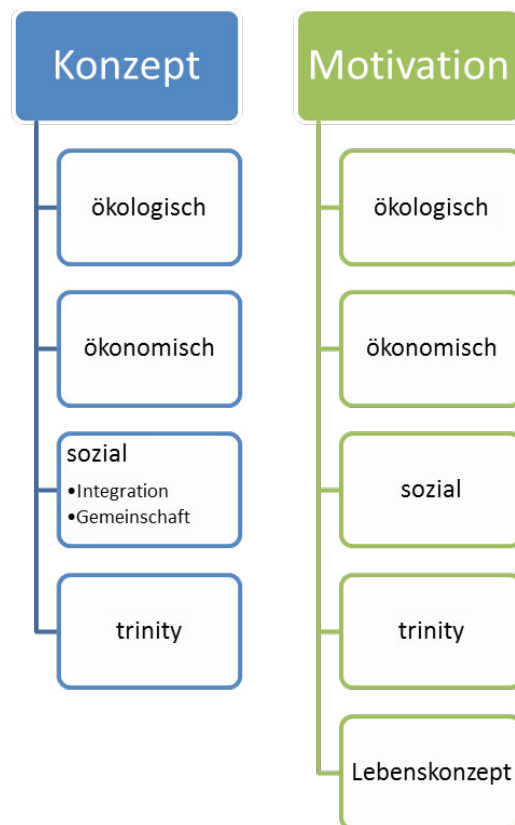 Konzept
ökologisch
ökonomisch
sozial
•Integration
•Gemeinschaft
trinity
Motivation
ökologisch
ökonomisch
sozial
trinity
Lebenskonzept